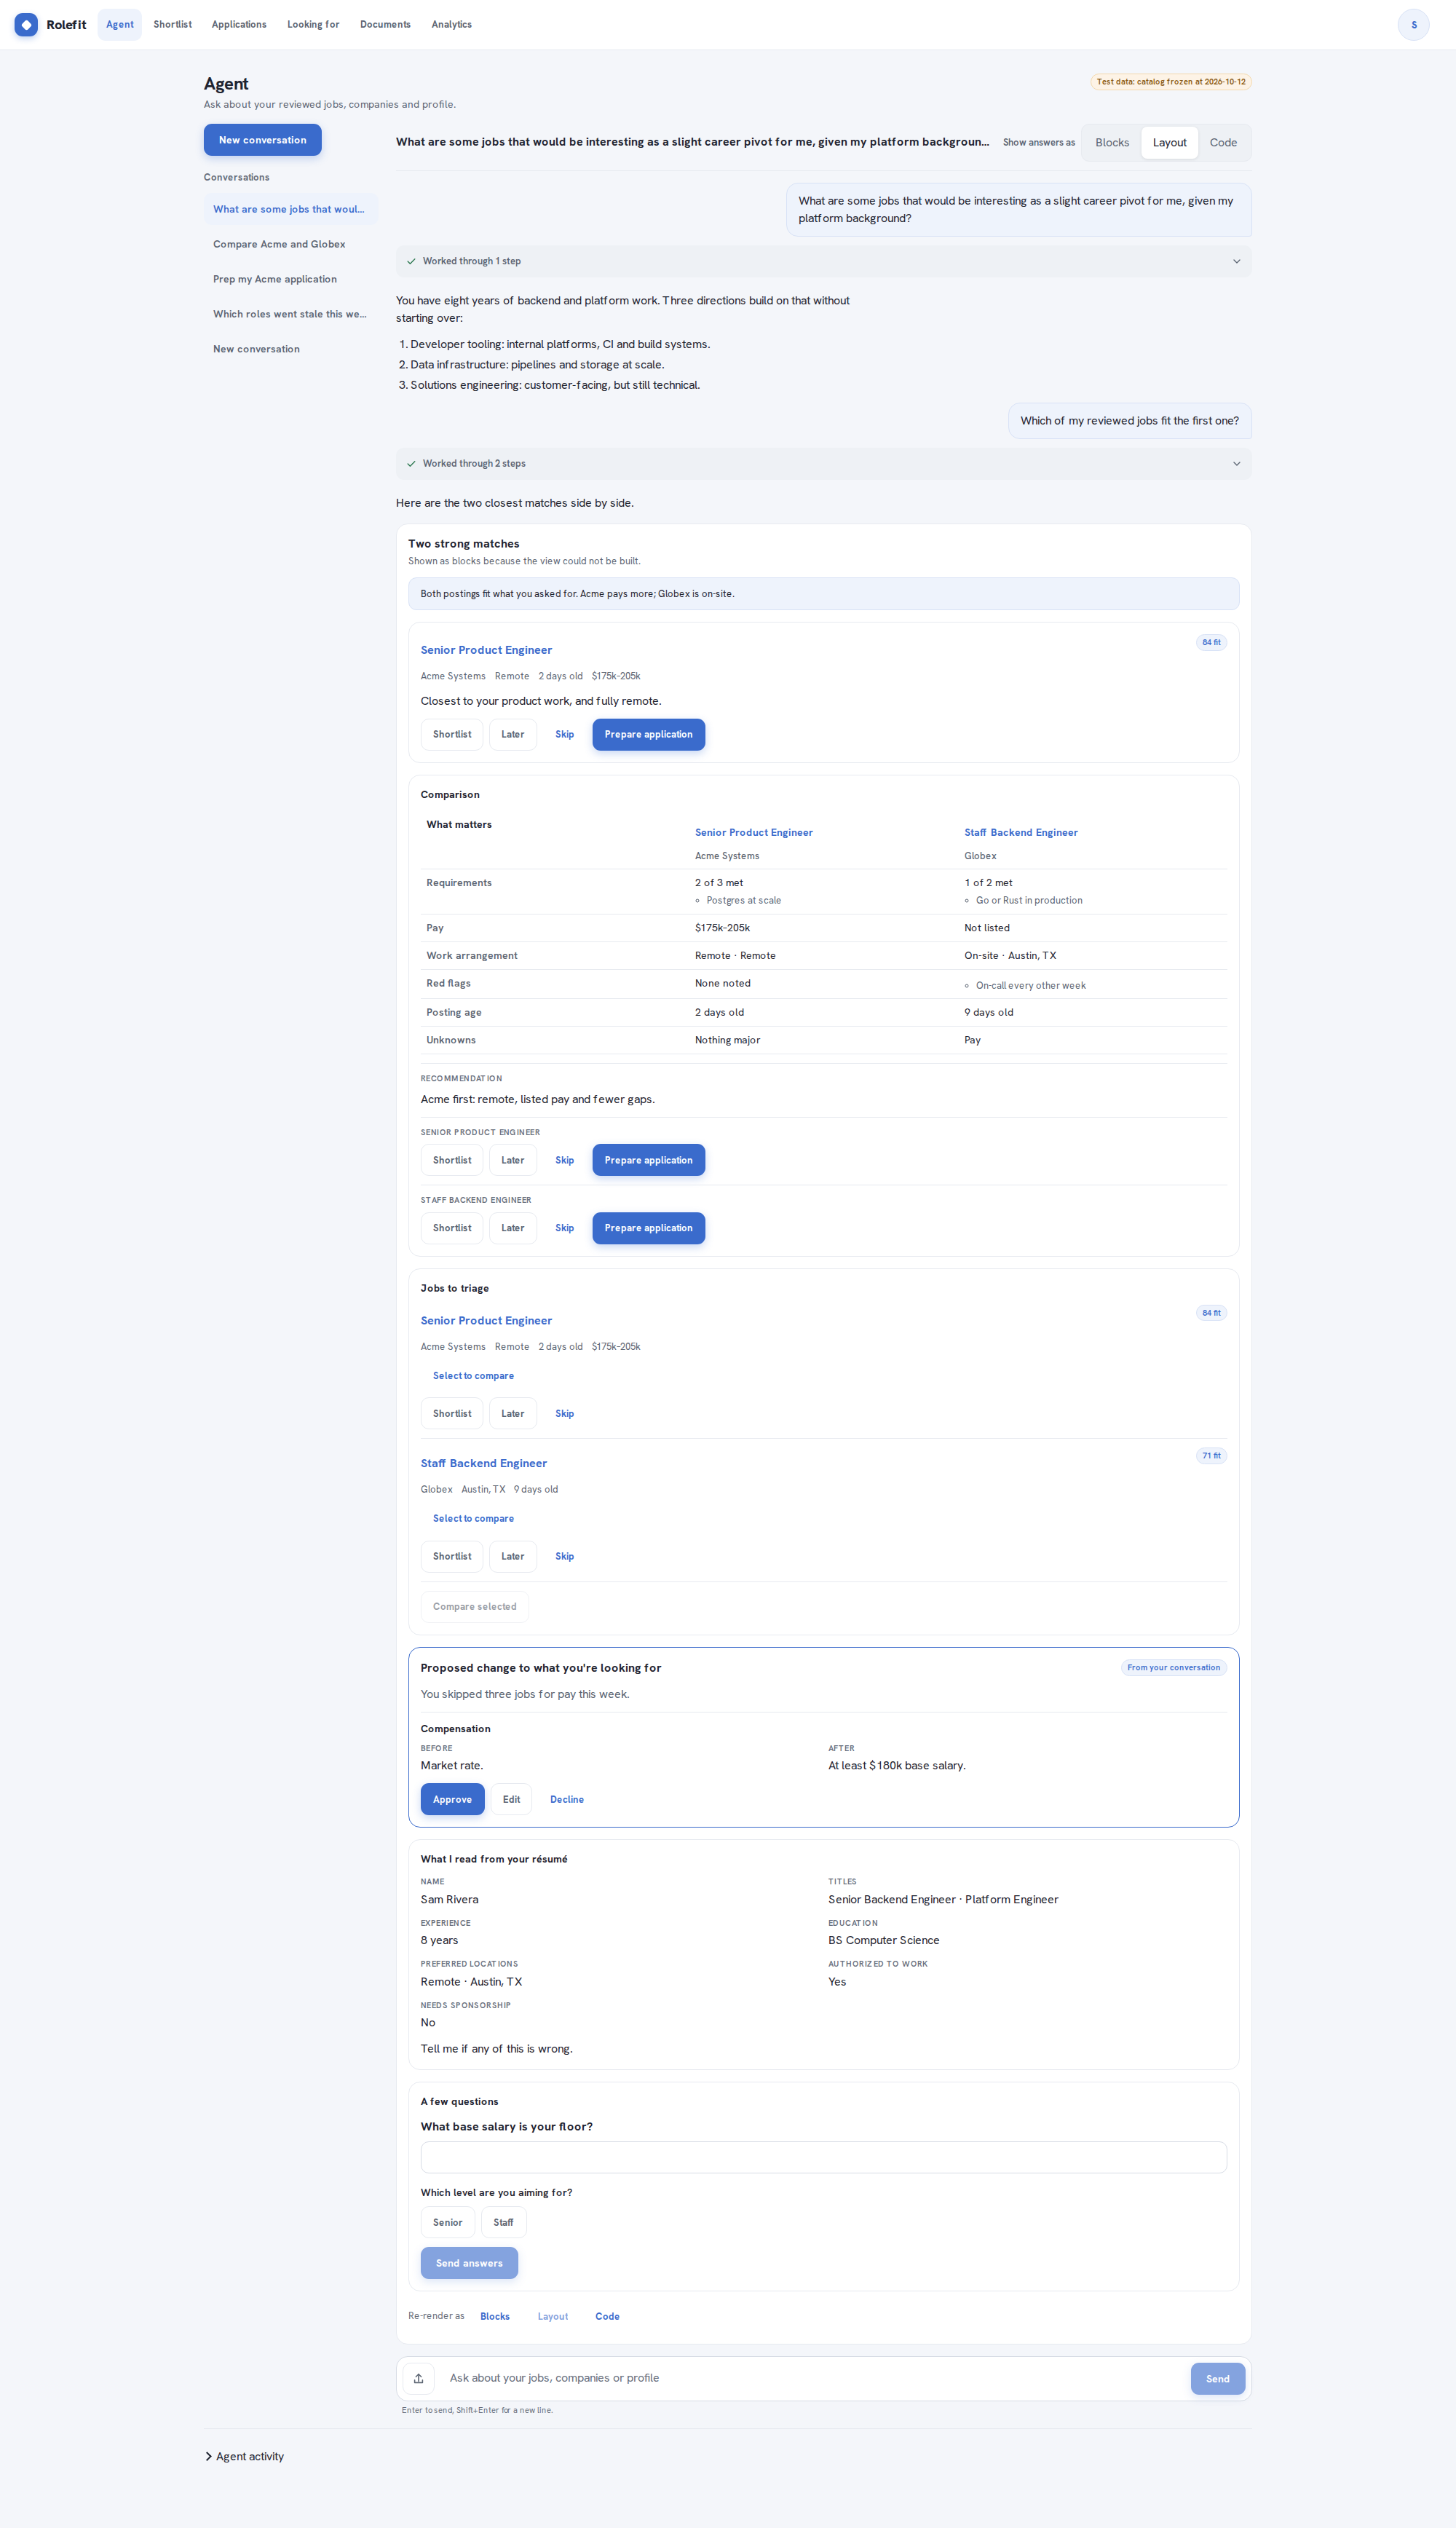 Rolefit
Agent
Shortlist
Applications
Looking for
Documents
Analytics
S
Agent
Test data: catalog frozen at 2026-10-12
Ask about your reviewed jobs, companies and profile.
New conversation
Conversations
What are some jobs that woul...
Compare Acme and Globex
Prep my Acme application
Which roles went stale this we...
New conversation
What are some jobs that would be interesting as a slight career pivot for me, given my platform backgroun...
Show answers as
Blocks
Layout
Code
What are some jobs that would be interesting as a slight career pivot for me, given my
platform background?
Worked through 1 step
You have eight years of backend and platform work. Three directions build on that without
starting over:
1. Developer tooling: internal platforms, CI and build systems.
2. Data infrastructure: pipelines and storage at scale.
3. Solutions engineering: customer-facing, but still technical.
Which of my reviewed jobs fit the first one?
Worked through 2 steps
Here are the two closest matches side by side.
Two strong matches
Shown as blocks because the view could not be built.
Both postings fit what you asked for. Acme pays more; Globex is on-site.
Senior Product Engineer
84 fit
Acme Systems Remote 2 days old $175k–205k
Closest to your product work, and fully remote.
Shortlist Later Skip Prepare application
Comparison
What matters Senior Product Engineer Staff Backend Engineer
Acme Systems Globex
Requirements 2 of 3 met 1 of 2 met
Postgres at scale Go or Rust in production
Pay $175k–205k Not listed
Work arrangement Remote · Remote On-site · Austin, TX
Red flags None noted On-call every other week
Posting age 2 days old 9 days old
Unknowns Nothing major Pay
RECOMMENDATION
Acme first: remote, listed pay and fewer gaps.
SENIOR PRODUCT ENGINEER
Shortlist Later Skip Prepare application
STAFF BACKEND ENGINEER
Shortlist Later Skip Prepare application
Jobs to triage
Senior Product Engineer
84 fit
Acme Systems Remote 2 days old $175k–205k
Select to compare
Shortlist Later Skip
Staff Backend Engineer
71 fit
Globex Austin, TX 9 days old
Select to compare
Shortlist Later Skip
Compare selected
Proposed change to what you're looking for
From your conversation
You skipped three jobs for pay this week.
Compensation
BEFORE AFTER
Market rate. At least $180k base salary.
Approve Edit Decline
What I read from your résumé
NAME TITLES
Sam Rivera Senior Backend Engineer · Platform Engineer
EXPERIENCE EDUCATION
8 years BS Computer Science
PREFERRED LOCATIONS AUTHORIZED TO WORK
Remote · Austin, TX Yes
NEEDS SPONSORSHIP
No
Tell me if any of this is wrong.
A few questions
What base salary is your floor?
Which level are you aiming for?
Senior Staff
Send answers
Re-render as Blocks Layout Code
Ask about your jobs, companies or profile
Send
Enter to send, Shift+Enter for a new line.
Agent activity